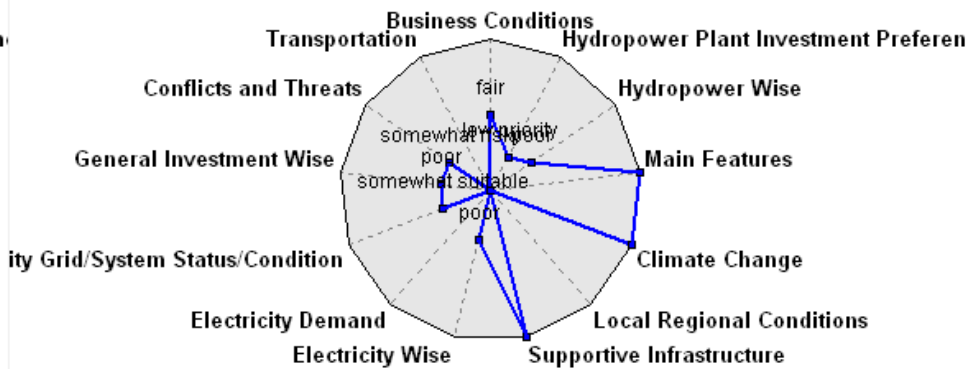 Business Conditions
Transportation
Hydropower Plant Investment Preferen
Conflicts and Threats
fair
Hydropower Wise
low priority
somewhat risk
poor
General Investment Wise
poor
Main Features
somewhat suitable
poor
ity Grid/System Status/Condition
Climate Change
Electricity Demand
Local Regional Conditions
Electricity Wise
Supportive Infrastructure